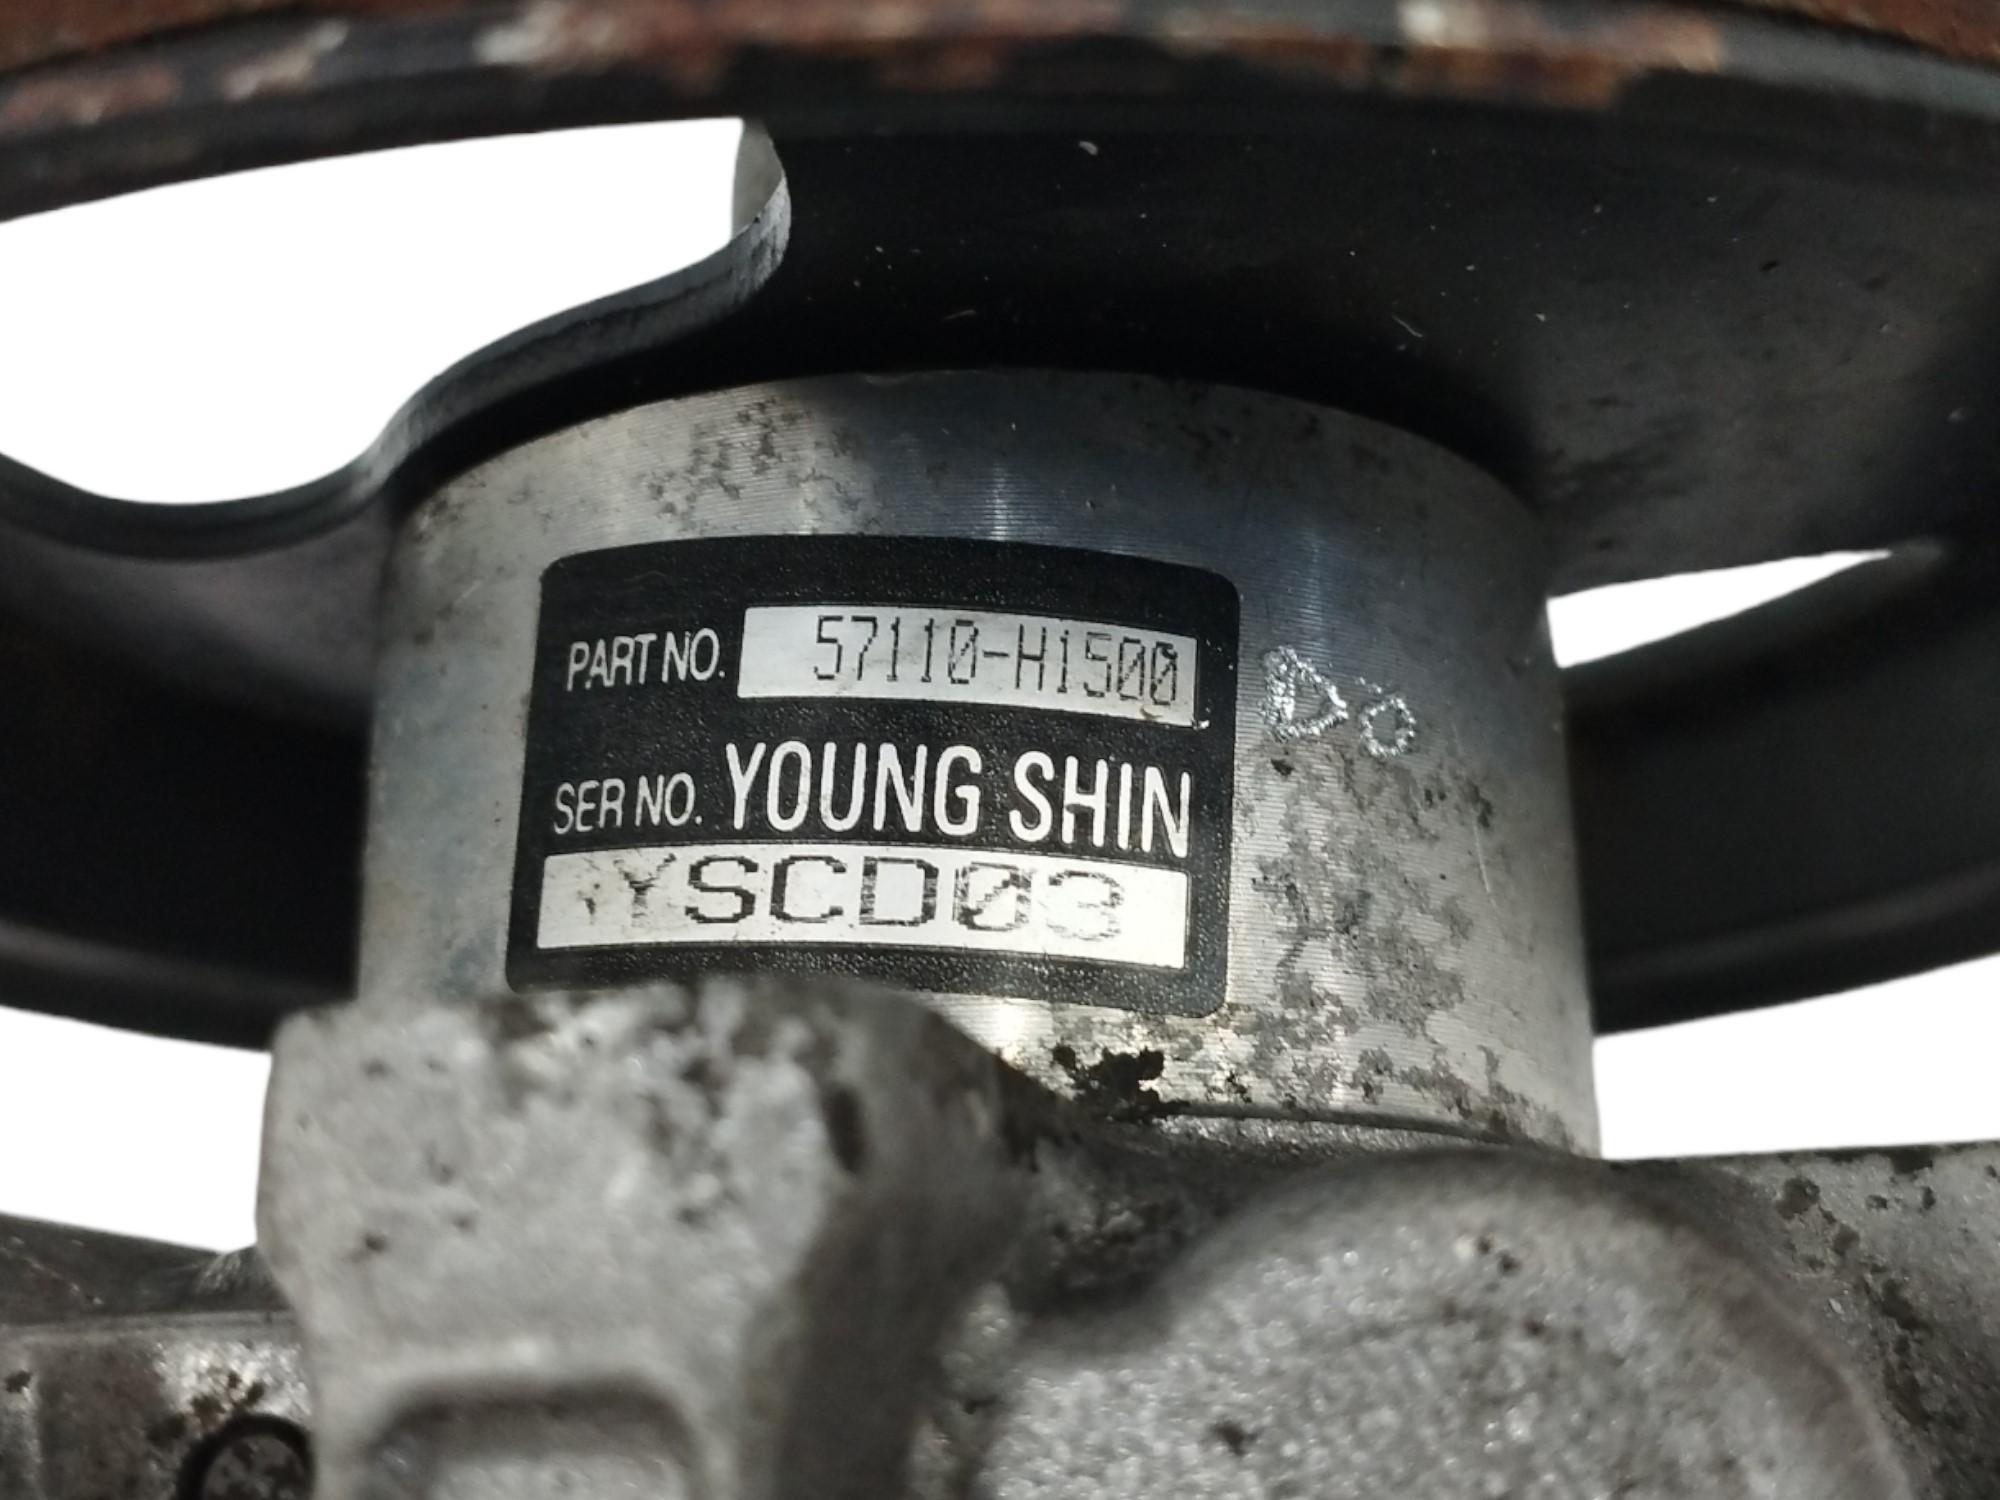 PART NO. 57110-H1500
SER NO. YOUNG SHIN
YSCD03